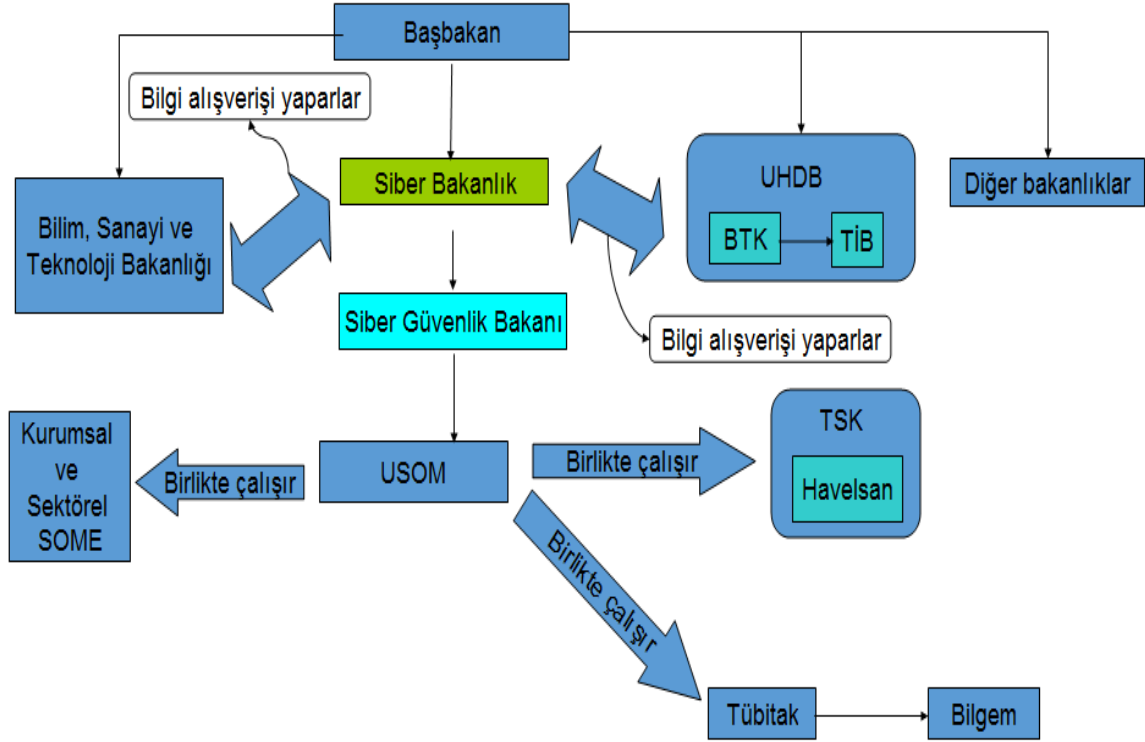 Başbakan
Bilgi alışverişi yaparlar
Siber Bakanlık
UHDB
Diğer bakanlıklar
Bilim, Sanayi ve
Teknoloji Bakanlığı
BTK
TİB
Siber Güvenlik Bakanı
Bilgi alışverişi yaparlar
Kurumsal
ve
Sektörel
SOME
Birlikte çalışır
USOM
Birlikte çalışır
TSK
Havelsan
Birlikte çalışır
Tübitak
Bilgem